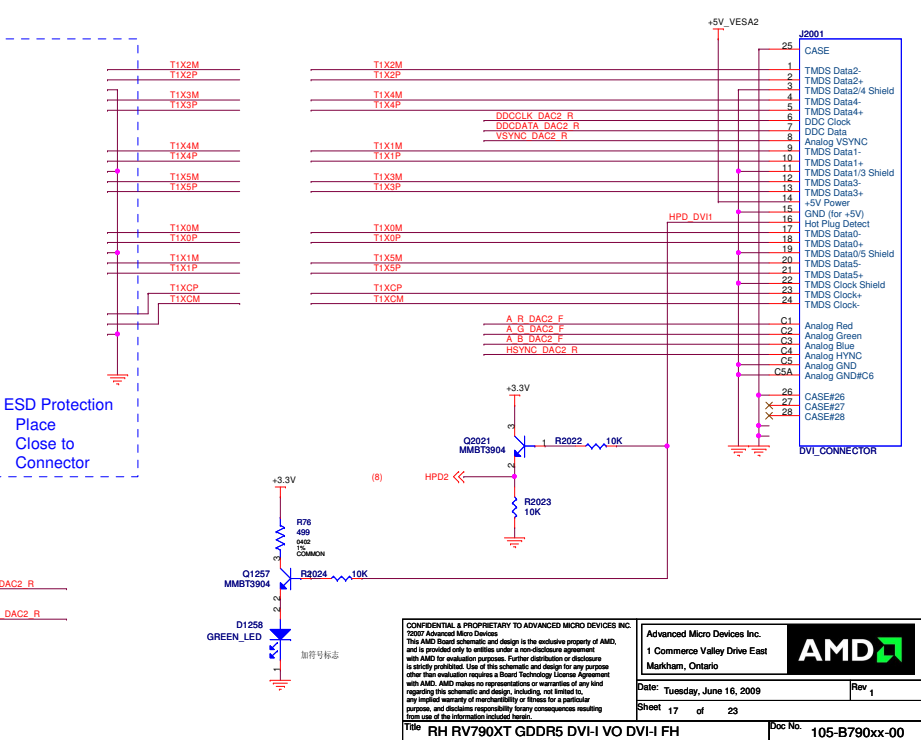 +5V_VESA2
J2001
25 CASE
T1X2M T1X2M 1 TMDS Data2-
T1X2P T1X2P 2 TMDS Data2+
3 TMDS Data2/4 Shield
T1X3M T1X4M 4 TMDS Data4-
T1X3P T1X4P 5 TMDS Data4+
DDCCLK_DAC2_R 6 DDC Clock
DDCDATA_DAC2_R 7 DDC Data
VSYNC_DAC2_R 8 Analog VSYNC
T1X4M T1X1M 9 TMDS Data1-
T1X4P T1X1P 10 TMDS Data1+
11 TMDS Data1/3 Shield
T1X5M T1X3M 12 TMDS Data3-
T1X5P T1X3P 13 TMDS Data3+
14 +5V Power
15 GND (for +5V)
HPD_DVI1 16 Hot Plug Detect
T1X0M T1X0M 17 TMDS Data0-
T1X0P T1X0P 18 TMDS Data0+
19 TMDS Data0/5 Shield
T1X1M T1X5M 20 TMDS Data5-
T1X1P T1X5P 21 TMDS Data5+
22 TMDS Clock Shield
T1XCP T1XCP 23 TMDS Clock+
T1XCM T1XCM 24 TMDS Clock-
A_R_DAC2_F C1 Analog Red
A_G_DAC2_F C2 Analog Green
A_B_DAC2_F C3 Analog Blue
HSYNC_DAC2_R C4 Analog HYNC
C5 Analog GND
C5A Analog GND#C6
26 CASE#26
27 CASE#27
28 CASE#28
DVI_CONNECTOR
ESD Protection
Place
Close to
Connector
+3.3V
3
Q2021
MMBT3904
1 R2022 10K
2
(8) HPD2
R2023
10K
+3.3V
R76
499
0402
1%
COMMON
3
Q1257
MMBT3904
R2024 10K
2
2
D1258
GREEN_LED
加符号标志
1
DAC2_R
DAC2_R
CONFIDENTIAL & PROPRIETARY TO ADVANCED MICRO DEVICES INC.
?2007 Advanced Micro Devices
This AMD Board schematic and design is the exclusive property of AMD,
and is provided only to entities under a non-disclosure agreement
with AMD for evaluation purposes. Further distribution or disclosure
is strictly prohibited. Use of this schematic and design for any purpose
other than evaluation requires a Board Technology License Agreement
with AMD. AMD makes no representations or warranties of any kind
regarding this schematic and design, including, not limited to,
any implied warranty of merchantibility or fitness for a particular
purpose, and disclaims responsibility forany consequences resulting
from use of the information included herein.
Advanced Micro Devices Inc.
1 Commerce Valley Drive East
Markham, Ontario
AMD
Date: Tuesday, June 16, 2009
Rev 1
Sheet 17 of 23
Title RH RV790XT GDDR5 DVI-I VO DVI-I FH
Doc No. 105-B790xx-00